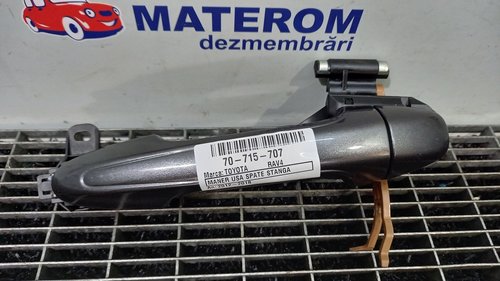 MATEROM
dezmembrări
70-715-707
Marca: TOYOTA RAV4
MANER USA SPATE STANGA